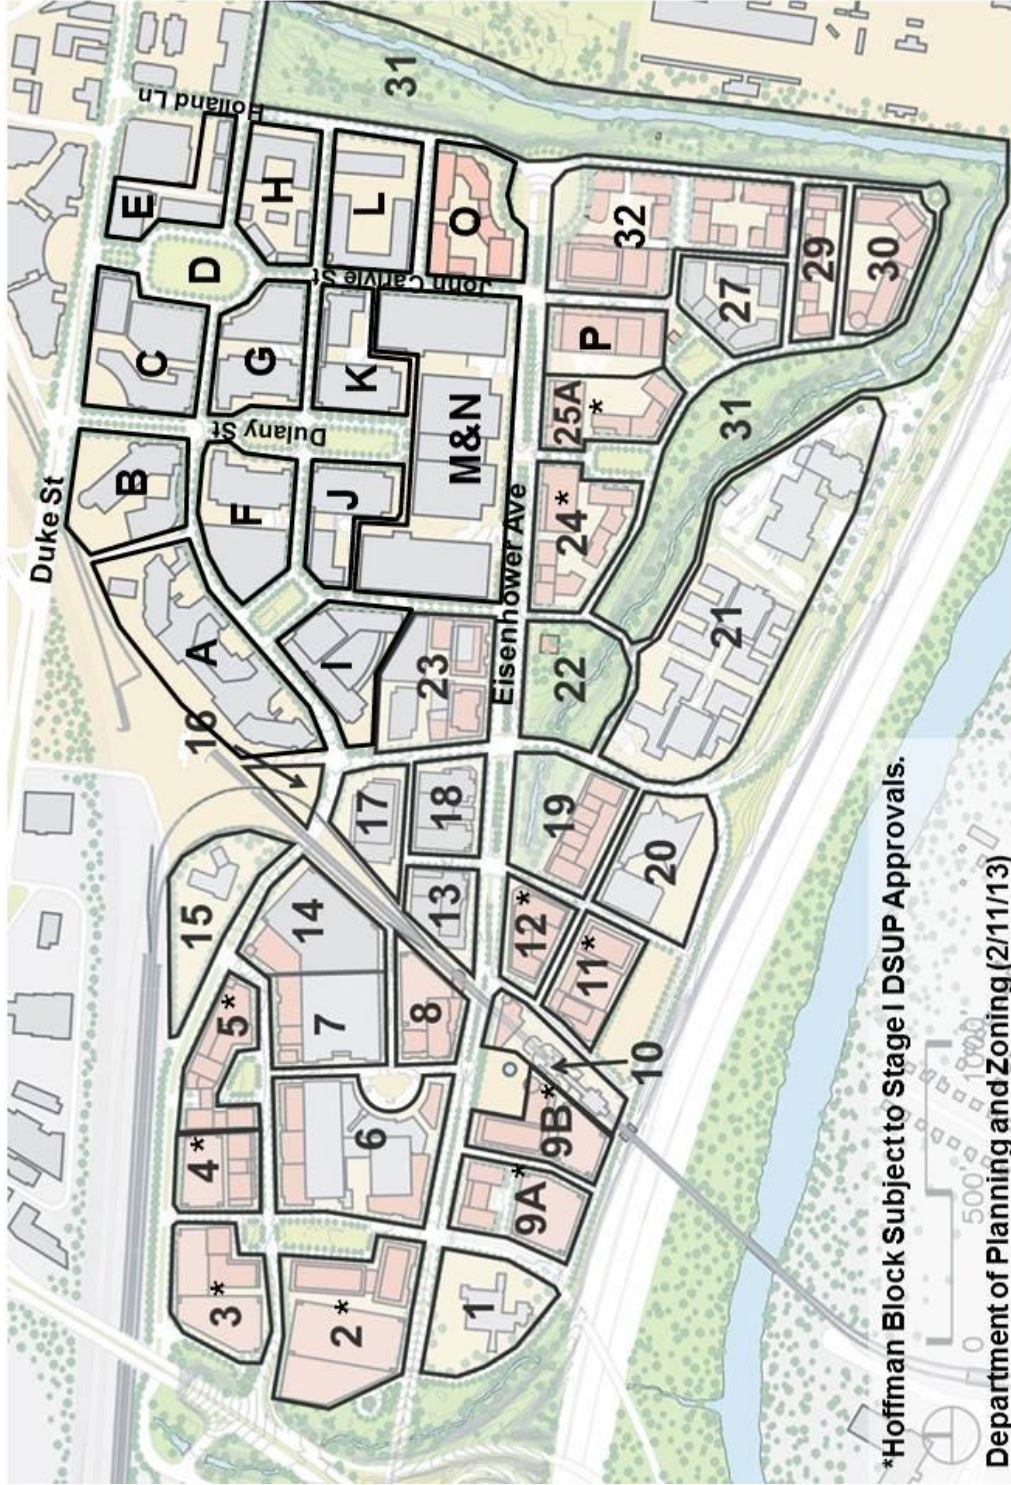 Duke St
E
Holland Ln
C
D
B
A
16
15
H
G
Dulany St
F
5*
4*
3*
L
John Carlyle St
K
J
I
14
7
2*
31
O
M&N
23
17
18
13
8
6
Eisenhower Ave
32
P
25A
*
24*
22
19
12*
11*
9B*
9A*
1
27
29
30
31
21
20
10
*Hoffman Block Subject to Stage I DSUP Approvals.
0 500 1000'
Department of Planning and Zoning (2/11/13)